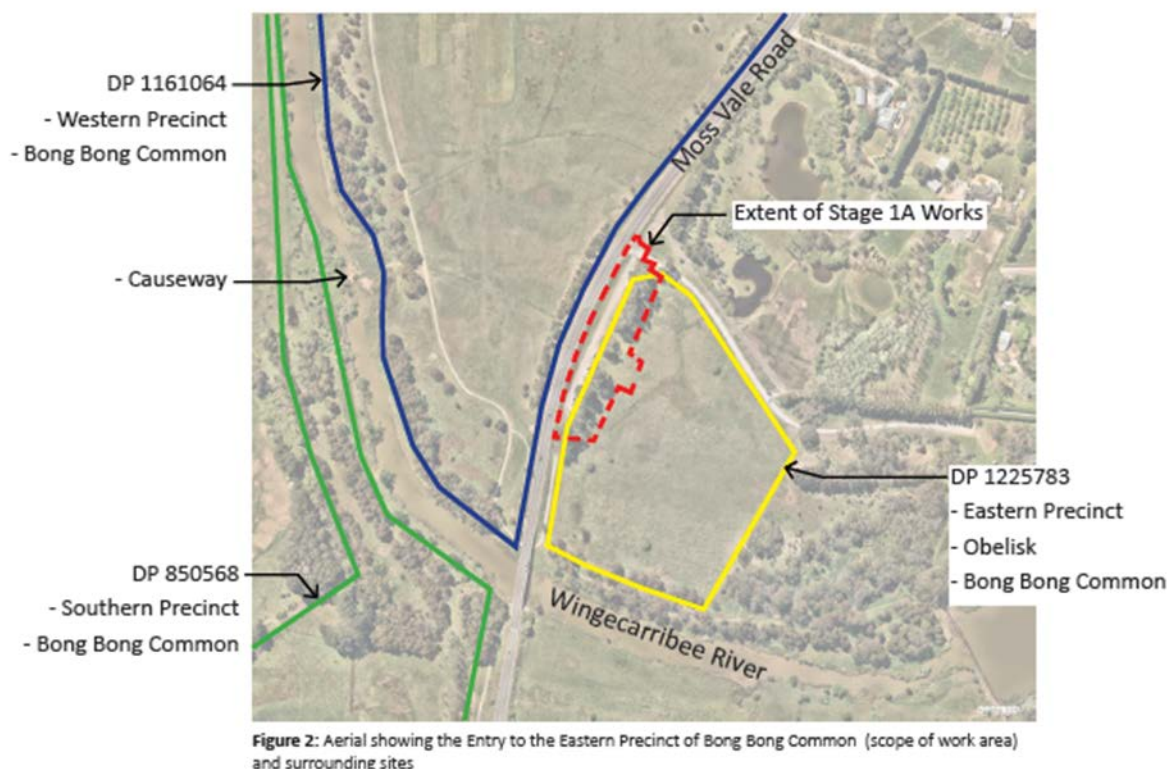 DP 1161064
- Western Precinct
- Bong Bong Common
Moss Vale Road
Extent of Stage 1A Works
- Causeway
DP 1225783
- Eastern Precinct
- Obelisk
- Bong Bong Common
DP 850568
- Southern Precinct
- Bong Bong Common
Wingecarribee River
Figure 2: Aerial showing the Entry to the Eastern Precinct of Bong Bong Common (scope of work area)
and surrounding sites